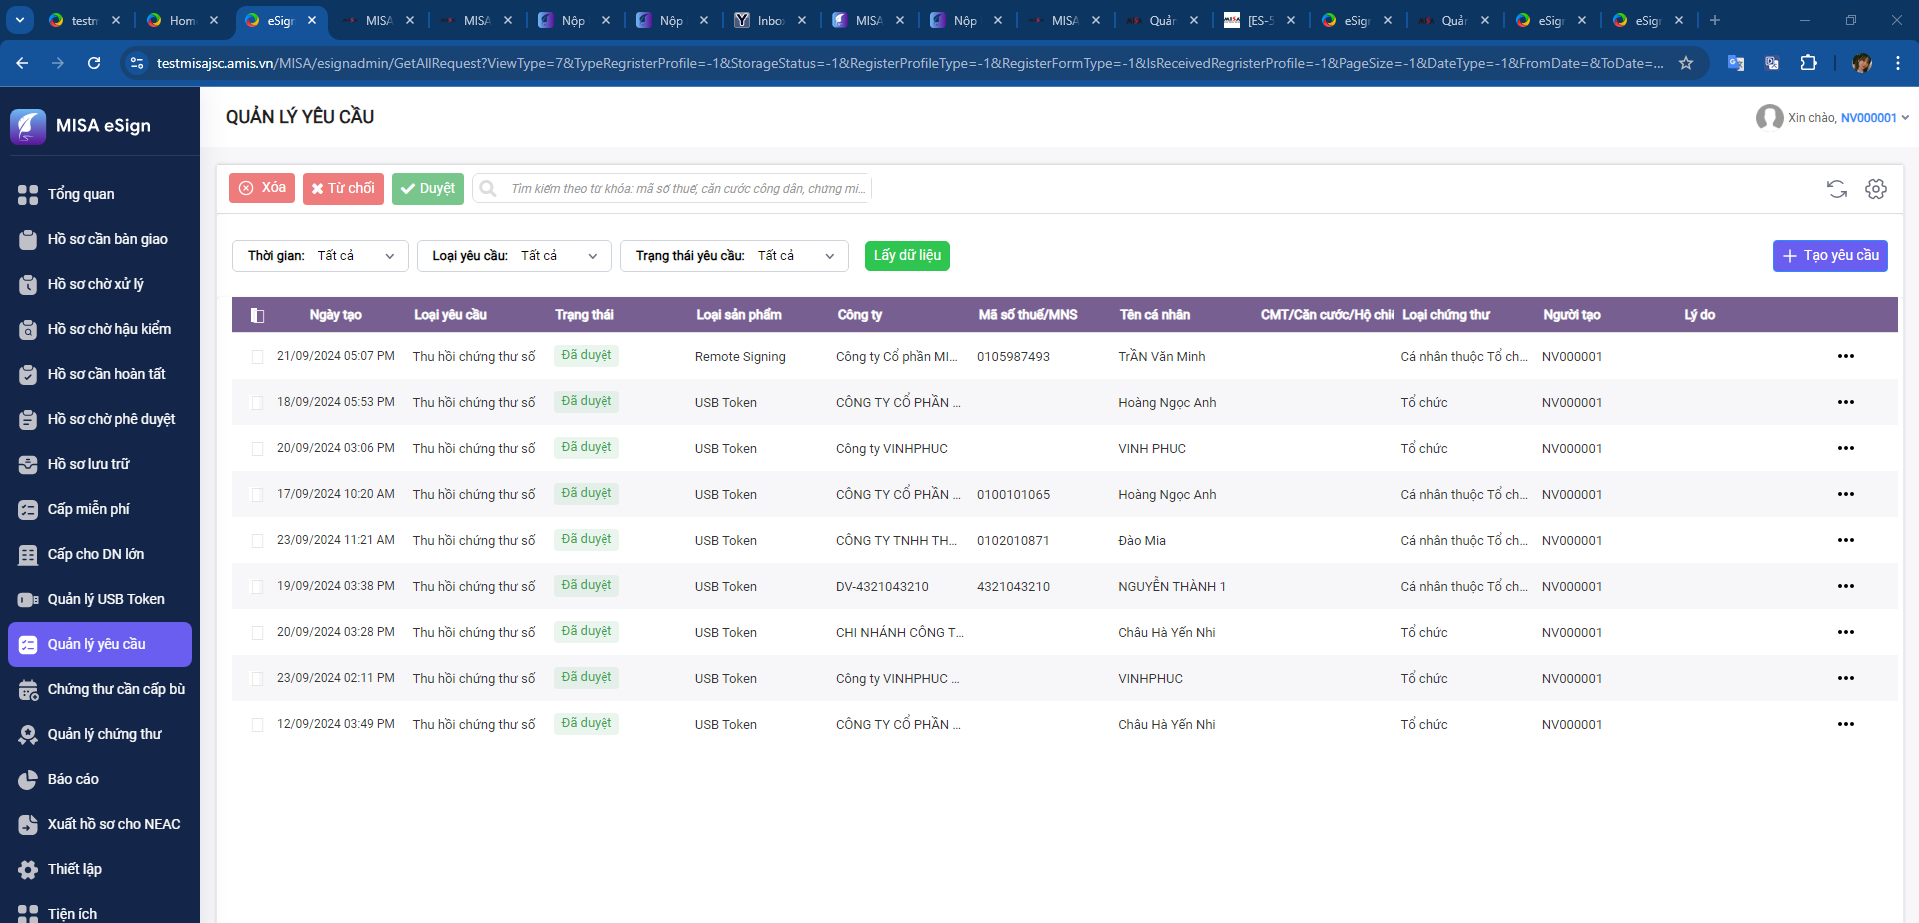 testm
Hom
eSign
MISA
MISA
Nộp
Nộp
Inbo
MISA
Nộp
MISA
Quản
[ES-5
eSign
Quản
eSign
eSign
testmisajsc.amis.vn/MISA/esignadmin/GetAllRequest?ViewType=7&TypeRegristerProfile=-1&StorageStatus=-1&RegisterProfileType=-1&RegisterFormType=-1&IsReceivedRegristerProfile=-1&PageSize=-1&DateType=-1&FromDate=&ToDate=...
MISA eSign
QUẢN LÝ YÊU CẦU
Xin chào, NV000001
Tổng quan
Hồ sơ cần bàn giao
Hồ sơ chờ xử lý
Hồ sơ chờ hậu kiểm
Hồ sơ cần hoàn tất
Hồ sơ chờ phê duyệt
Hồ sơ lưu trữ
Cấp miễn phí
Cấp cho DN lớn
Quản lý USB Token
Quản lý yêu cầu
Chứng thư cần cấp bù
Quản lý chứng thư
Báo cáo
Xuất hồ sơ cho NEAC
Thiết lập
Tiện ích
Xóa Từ chối Duyệt Tìm kiếm theo từ khóa: mã số thuế, căn cước công dân, chứng mi...
Thời gian: Tất cả Loại yêu cầu: Tất cả Trạng thái yêu cầu: Tất cả Lấy dữ liệu Tạo yêu cầu
Ngày tạo Loại yêu cầu Trạng thái Loại sản phẩm Công ty Mã số thuế/MNS Tên cá nhân CMT/Căn cước/Hộ chiế Loại chứng thư Người tạo Lý do
21/09/2024 05:07 PM Thu hồi chứng thư số Đã duyệt Remote Signing Công ty Cổ phần MI... 0105987493 TrẦN Văn Minh Cá nhân thuộc Tổ ch... NV000001
18/09/2024 05:53 PM Thu hồi chứng thư số Đã duyệt USB Token CÔNG TY CỔ PHẦN ... Hoàng Ngọc Anh Tổ chức NV000001
20/09/2024 03:06 PM Thu hồi chứng thư số Đã duyệt USB Token Công ty VINHPHUC VINH PHUC Tổ chức NV000001
17/09/2024 10:20 AM Thu hồi chứng thư số Đã duyệt USB Token CÔNG TY CỔ PHẦN ... 0100101065 Hoàng Ngọc Anh Cá nhân thuộc Tổ ch... NV000001
23/09/2024 11:21 AM Thu hồi chứng thư số Đã duyệt USB Token CÔNG TY TNHH TH... 0102010871 Đào Mia Cá nhân thuộc Tổ ch... NV000001
19/09/2024 03:38 PM Thu hồi chứng thư số Đã duyệt USB Token DV-4321043210 4321043210 NGUYỄN THÀNH 1 Cá nhân thuộc Tổ ch... NV000001
20/09/2024 03:28 PM Thu hồi chứng thư số Đã duyệt USB Token CHI NHÁNH CÔNG T... Châu Hà Yến Nhi Tổ chức NV000001
23/09/2024 02:11 PM Thu hồi chứng thư số Đã duyệt USB Token Công ty VINHPHUC ... VINHPHUC Tổ chức NV000001
12/09/2024 03:49 PM Thu hồi chứng thư số Đã duyệt USB Token CÔNG TY CỔ PHẦN ... Châu Hà Yến Nhi Tổ chức NV000001